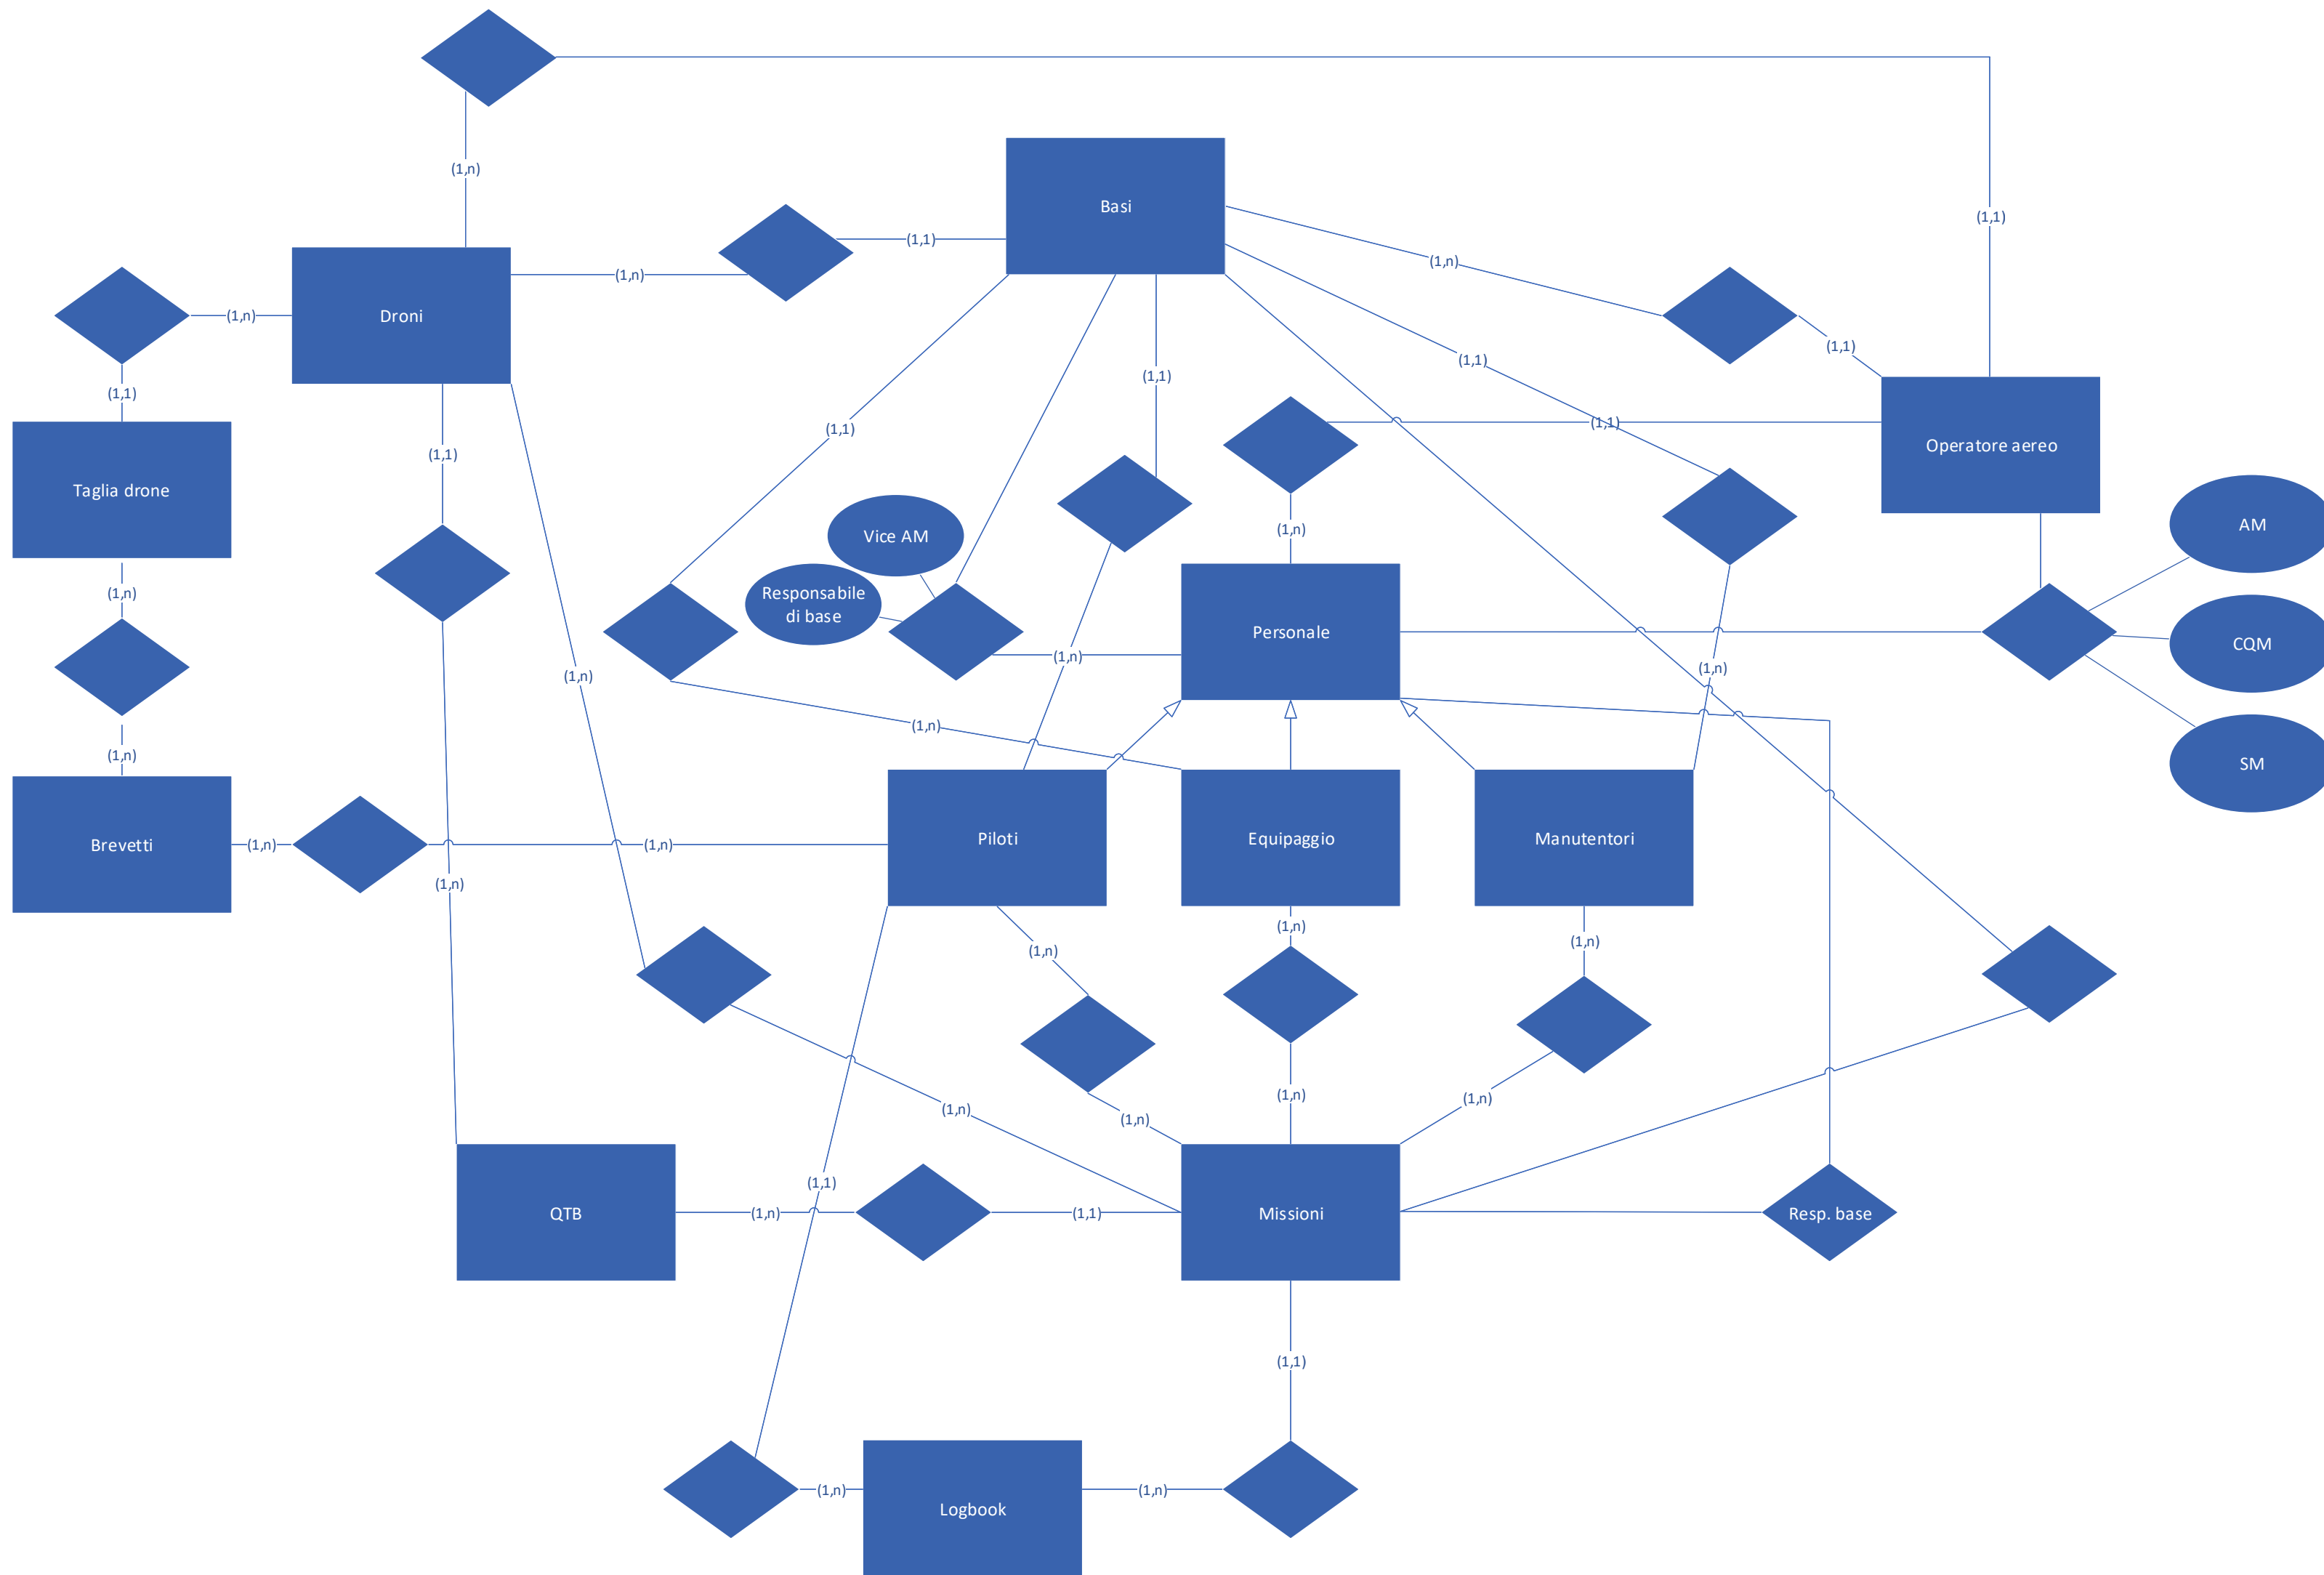 (1,n)
Basi
(1,1)
(1,1)
(1,n)
(1,n)
(1,n)
Droni
(1,n)
(1,1)
(1,1)
(1,1)
(1,1)
(1,1)
(1,1)
(1,1)
Operatore aereo
Taglia drone
AM
(1,n)
Vice AM
Responsabile
di base
(1,n)
Personale
CQM
(1,n)
(1,n)
(1,n)
(1,n)
(1,n)
SM
Brevetti
(1,n)
(1,n)
Piloti
Equipaggio
Manutentori
(1,n)
(1,n)
(1,n)
(1,n)
(1,n)
(1,n)
(1,n)
(1,n)
(1,1)
QTB
(1,n)
(1,1)
Missioni
Resp. base
(1,1)
(1,n)
(1,n)
Logbook